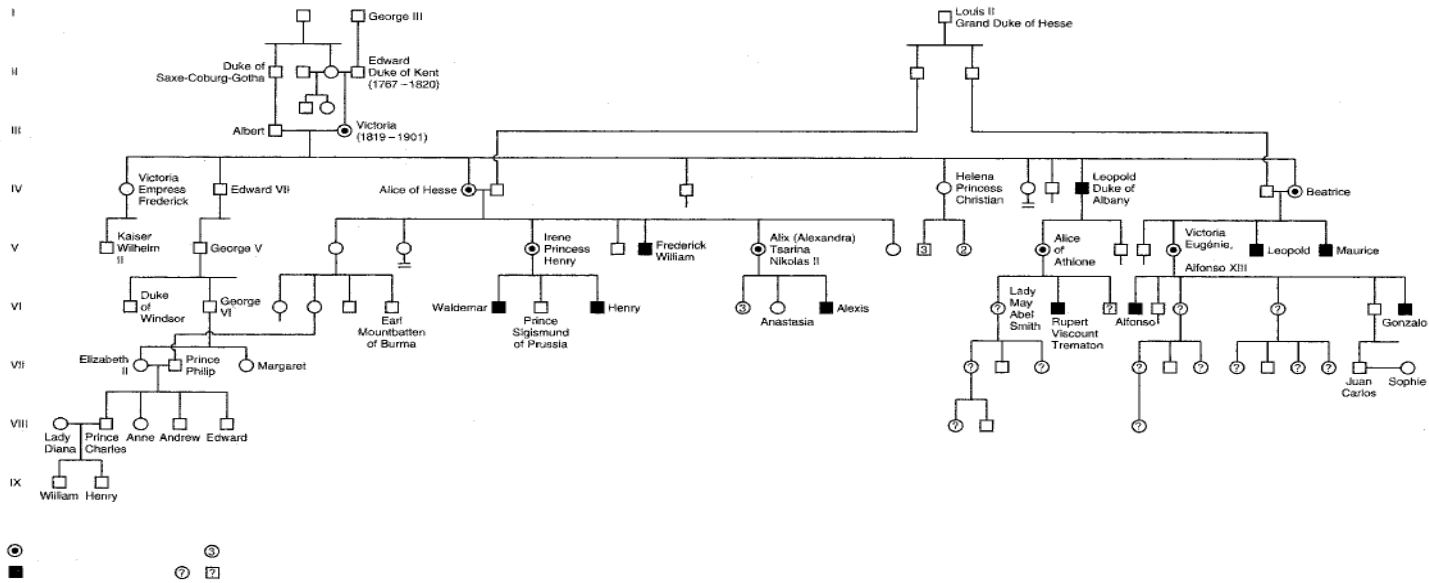 I
George III
Louis II
Grand Duke of Hesse
II
Duke of
Saxe-Coburg-Gotha
Edward
Duke of Kent
(1767–1820)
III
Albert
Victoria
(1819–1901)
IV
Victoria
Empress
Frederick
Edward VII
Alice of Hesse
Helena
Princess
Christian
Leopold
Duke of
Albany
Beatrice
V
Kaiser
Wilhelm
II
George V
Irene
Princess
Henry
Frederick
William
Alix (Alexandra)
Tsarina
Nikolas II
3
2
Alice
of
Athlone
Victoria
Eugénie,
Alfonso XIII
Leopold
Maurice
VI
Duke
of
Windsor
George
VI
Earl
Mountbatten
of Burma
Waldemar
Prince
Sigismund
of Prussia
Henry
3
Anastasia
Alexis
?
Lady
May
Abel
Smith
Rupert
Viscount
Trematon
?
Alfonso
?
?
Gonzalo
VII
Elizabeth
II
Prince
Philip
Margaret
?
?
?
?
?
?
?
Juan
Carlos
Sophie
VIII
Lady
Diana
Prince
Charles
Anne
Andrew
Edward
?
?
IX
William
Henry
3
?
?